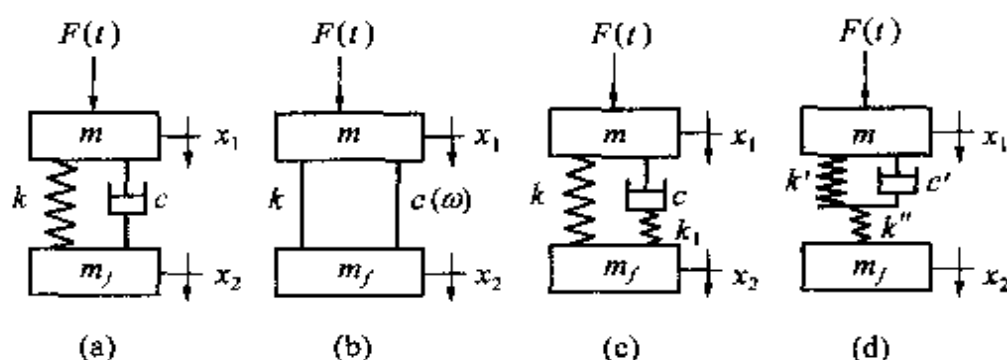 F(t) F(t) F(t) F(t)
m x₁ m x₁ m x₁ m x₁
k c k c(ω) k c k₁ k′ c′ k″
m_f x₂ m_f x₂ m_f x₂ m_f x₂
(a) (b) (c) (d)